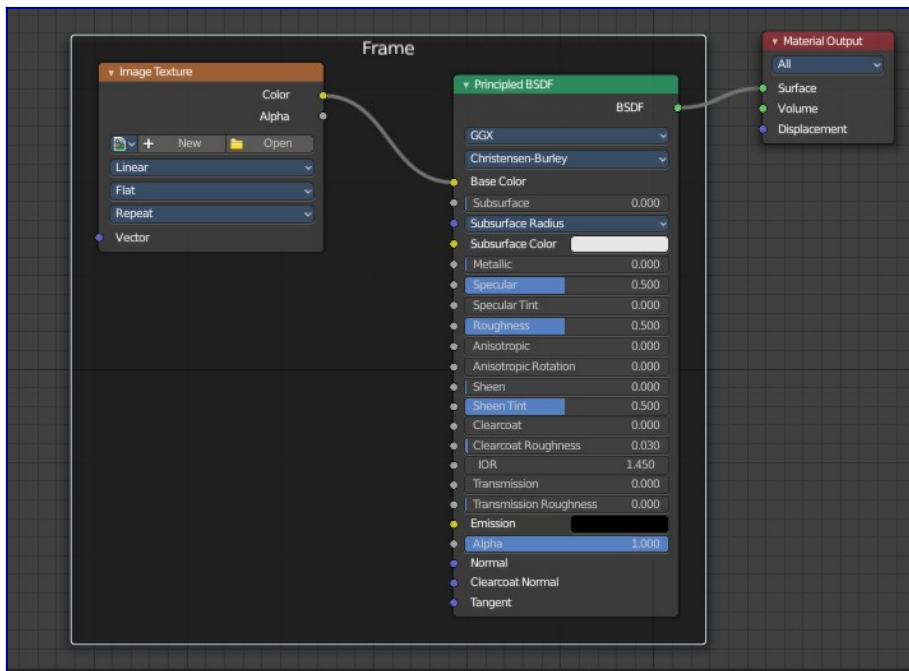 Frame
Image Texture
Color
Alpha
New Open
Linear
Flat
Repeat
Vector
Principled BSDF
BSDF
GGX
Christensen-Burley
Base Color
Subsurface 0.000
Subsurface Radius
Subsurface Color
Metallic 0.000
Specular 0.500
Specular Tint 0.000
Roughness 0.500
Anisotropic 0.000
Anisotropic Rotation 0.000
Sheen 0.000
Sheen Tint 0.500
Clearcoat 0.000
Clearcoat Roughness 0.030
IOR 1.450
Transmission 0.000
Transmission Roughness 0.000
Emission
Alpha 1.000
Normal
Clearcoat Normal
Tangent
Material Output
All
Surface
Volume
Displacement